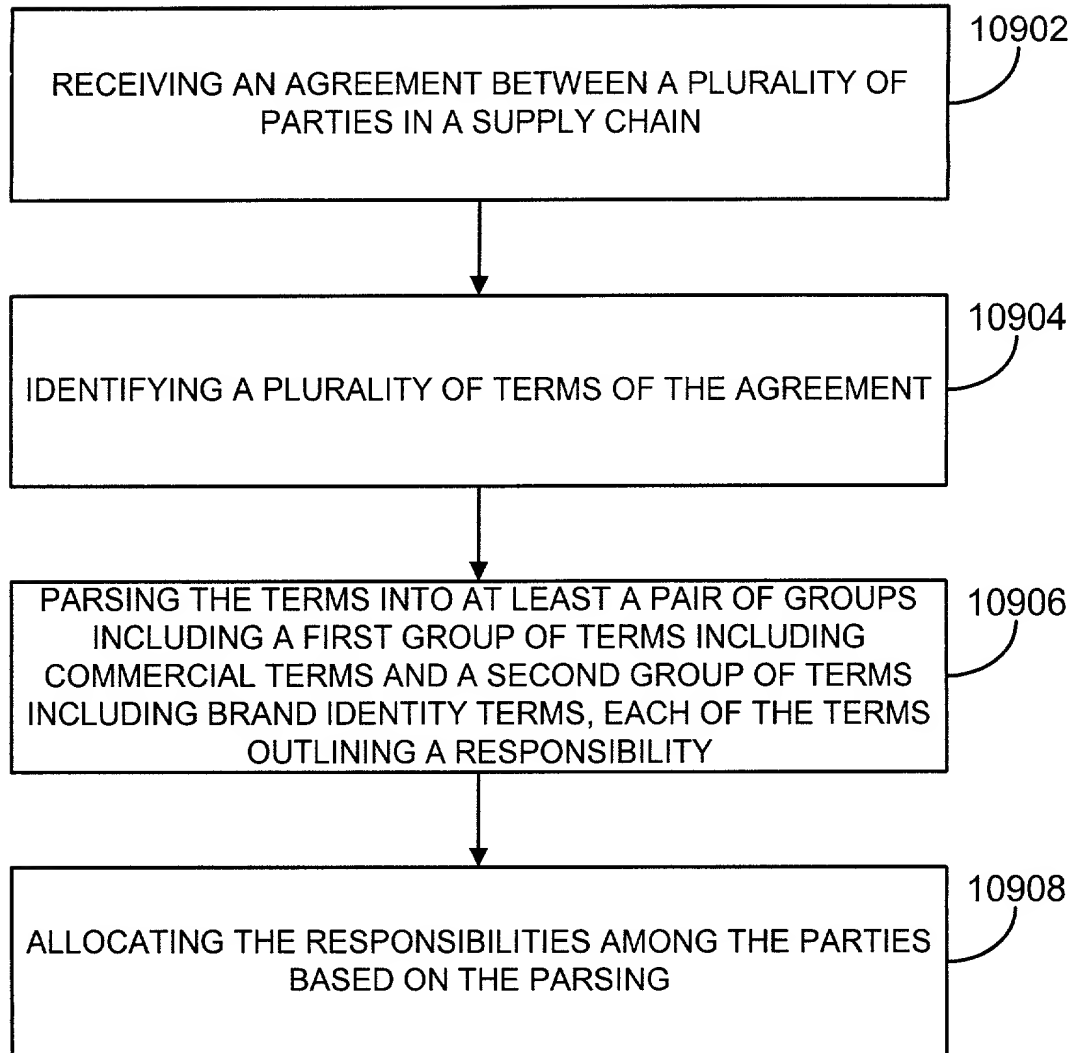 10902
RECEIVING AN AGREEMENT BETWEEN A PLURALITY OF
PARTIES IN A SUPPLY CHAIN
10904
IDENTIFYING A PLURALITY OF TERMS OF THE AGREEMENT
10906
PARSING THE TERMS INTO AT LEAST A PAIR OF GROUPS
INCLUDING A FIRST GROUP OF TERMS INCLUDING
COMMERCIAL TERMS AND A SECOND GROUP OF TERMS
INCLUDING BRAND IDENTITY TERMS, EACH OF THE TERMS
OUTLINING A RESPONSIBILITY
10908
ALLOCATING THE RESPONSIBILITIES AMONG THE PARTIES
BASED ON THE PARSING